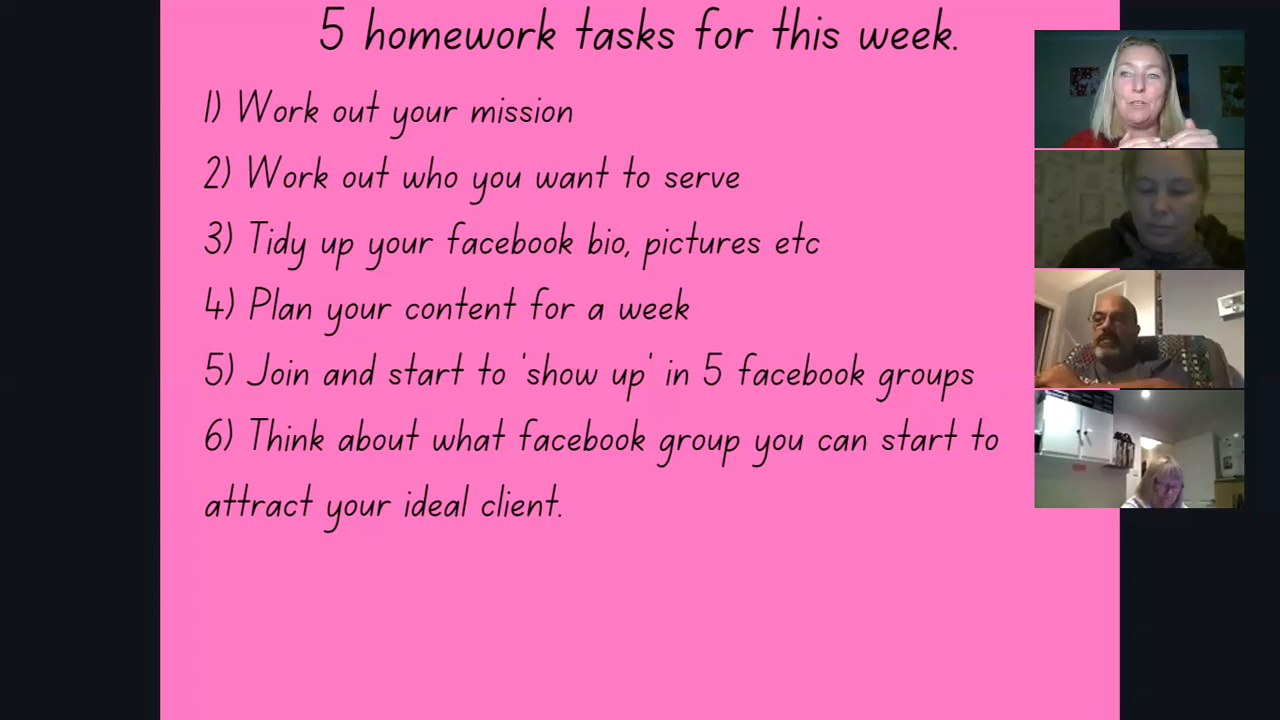 5 homework tasks for this week.
1) Work out your mission
2) Work out who you want to serve
3) Tidy up your facebook bio, pictures etc
4) Plan your content for a week
5) Join and start to 'show up' in 5 facebook groups
6) Think about what facebook group you can start to
attract your ideal client.